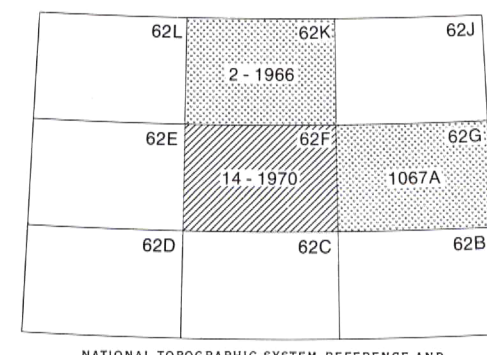 62L 62K 62J
2 - 1966
62E 62F 62G
14 - 1970 1067A
62D 62C 62B
NATIONAL TOPOGRAPHIC SYSTEM REFERENCE AND